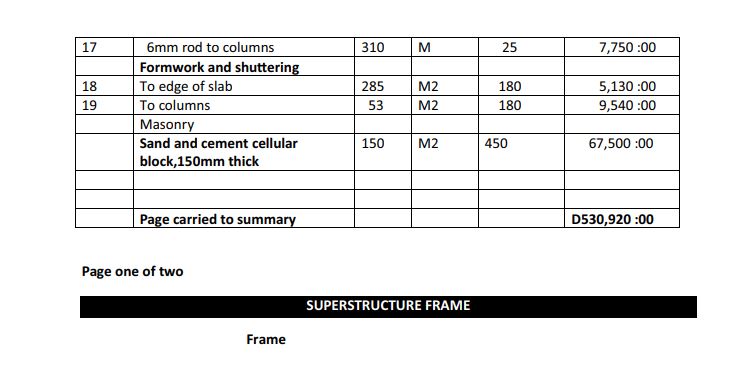 17 6mm rod to columns 310 M 25 7,750 :00
Formwork and shuttering
18 To edge of slab 285 M2 180 5,130 :00
19 To columns 53 M2 180 9,540 :00
Masonry
Sand and cement cellular 150 M2 450 67,500 :00
block,150mm thick
Page carried to summary D530,920 :00
Page one of two
SUPERSTRUCTURE FRAME
Frame